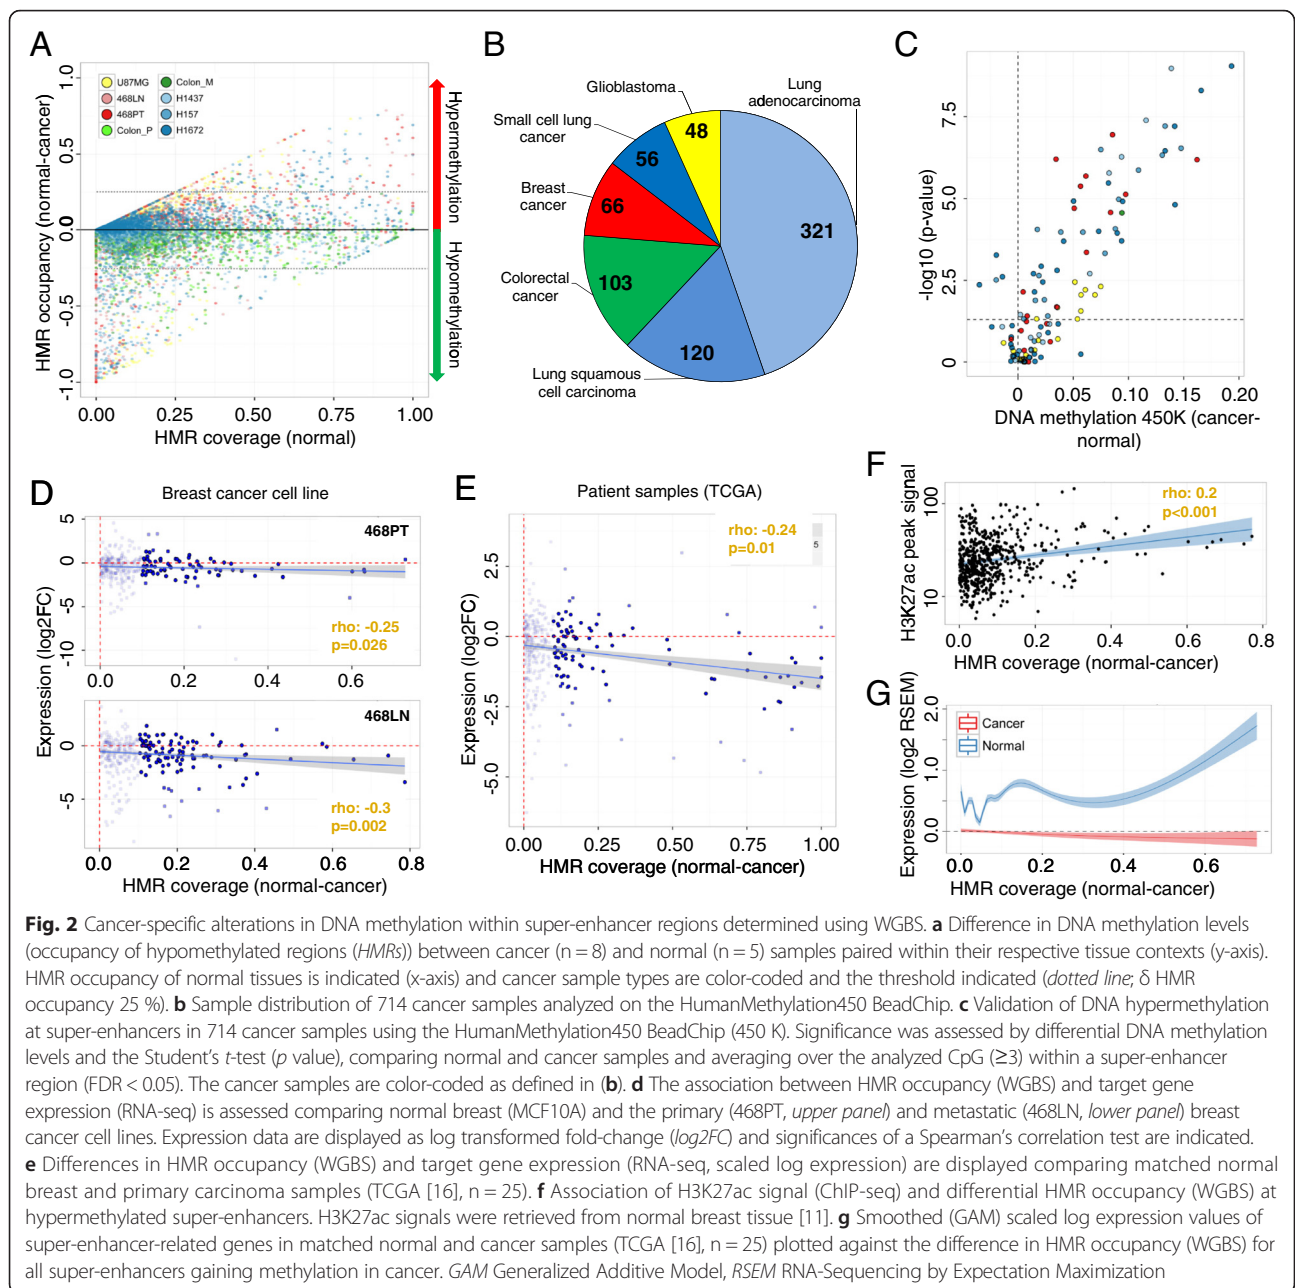 A
HMR occupancy (normal-cancer)
1.0
0.5
0.0
-0.5
-1.0
U87MG
468LN
468PT
Colon_P
Colon_M
H1437
H157
H1672
Hypermethylation
Hypomethylation
0.00 0.25 0.50 0.75 1.00
HMR coverage (normal)
B
Glioblastoma
Lung
adenocarcinoma
Small cell lung
cancer
Breast
cancer
Colorectal
cancer
Lung squamous
cell carcinoma
48
56
66
103
120
321
C
-log10 (p-value)
7.5
5.0
2.5
0
0 0.05 0.10 0.15 0.20
DNA methylation 450K (cancer-
normal)
D
Breast cancer cell line
Expression (log2FC)
468PT
5
0
-5
-10
rho: -0.25
p=0.026
0.0 0.2 0.4 0.6
468LN
0
-5
rho: -0.3
p=0.002
0.0 0.2 0.4 0.6 0.8
HMR coverage (normal-cancer)
E
Patient samples (TCGA)
Expression (log2FC)
2.5
0.0
-2.5
-5.0
rho: -0.24
p=0.01
5
0.00 0.25 0.50 0.75 1.00
HMR coverage (normal-cancer)
F
H3K27ac peak signal
100
10
rho: 0.2
p<0.001
0.0 0.2 0.4 0.6 0.8
HMR coverage (normal-cancer)
G
Expression (log2 RSEM)
2.0
1.0
0.0
Cancer
Normal
0.0 0.2 0.4 0.6
HMR coverage (normal-cancer)
Fig. 2 Cancer-specific alterations in DNA methylation within super-enhancer regions determined using WGBS. a Difference in DNA methylation levels
(occupancy of hypomethylated regions (HMRs)) between cancer (n = 8) and normal (n = 5) samples paired within their respective tissue contexts (y-axis).
HMR occupancy of normal tissues is indicated (x-axis) and cancer sample types are color-coded and the threshold indicated (dotted line; δ HMR
occupancy 25 %). b Sample distribution of 714 cancer samples analyzed on the HumanMethylation450 BeadChip. c Validation of DNA hypermethylation
at super-enhancers in 714 cancer samples using the HumanMethylation450 BeadChip (450 K). Significance was assessed by differential DNA methylation
levels and the Student's t-test (p value), comparing normal and cancer samples and averaging over the analyzed CpG (≥3) within a super-enhancer
region (FDR < 0.05). The cancer samples are color-coded as defined in (b). d The association between HMR occupancy (WGBS) and target gene
expression (RNA-seq) is assessed comparing normal breast (MCF10A) and the primary (468PT, upper panel) and metastatic (468LN, lower panel) breast
cancer cell lines. Expression data are displayed as log transformed fold-change (log2FC) and significances of a Spearman's correlation test are indicated.
e Differences in HMR occupancy (WGBS) and target gene expression (RNA-seq, scaled log expression) are displayed comparing matched normal
breast and primary carcinoma samples (TCGA [16], n = 25). f Association of H3K27ac signal (ChIP-seq) and differential HMR occupancy (WGBS) at
hypermethylated super-enhancers. H3K27ac signals were retrieved from normal breast tissue [11]. g Smoothed (GAM) scaled log expression values of
super-enhancer-related genes in matched normal and cancer samples (TCGA [16], n = 25) plotted against the difference in HMR occupancy (WGBS) for
all super-enhancers gaining methylation in cancer. GAM Generalized Additive Model, RSEM RNA-Sequencing by Expectation Maximization